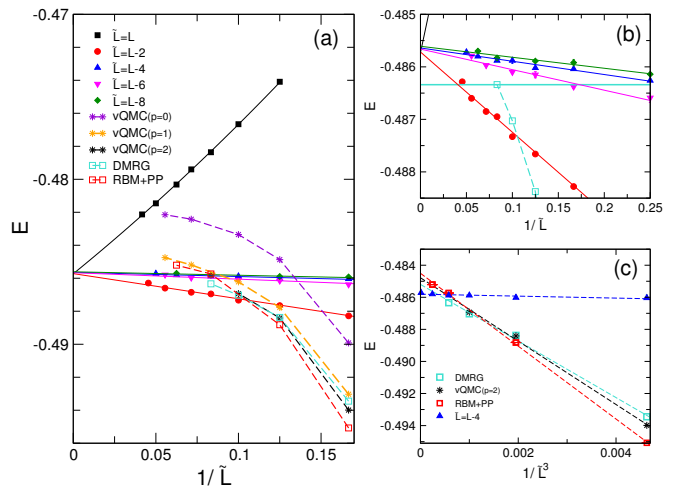 (a)
-0.47
-0.48
-0.49
E
L̃=L
L̃=L-2
L̃=L-4
L̃=L-6
L̃=L-8
vQMC(p=0)
vQMC(p=1)
vQMC(p=2)
DMRG
RBM+PP
0 0.05 0.1 0.15
1/ L̃
(b)
-0.485
-0.486
-0.487
-0.488
E
0 0.05 0.1 0.15 0.2 0.25
1/ L̃
(c)
-0.484
-0.486
-0.488
-0.490
-0.492
-0.494
E
DMRG
vQMC(p=2)
RBM+PP
L̃=L-4
0 0.002 0.004
1/ L̃³